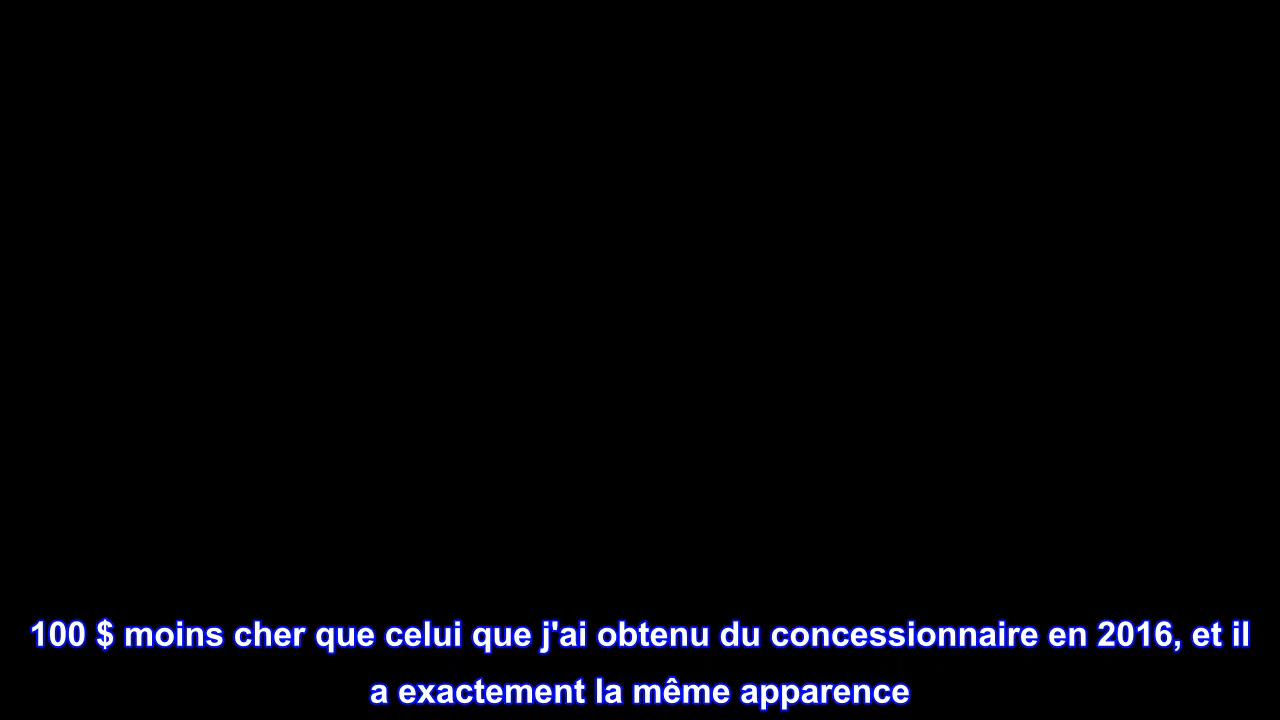 100 $ moins cher que celui que j'ai obtenu du concessionnaire en 2016, et il
a exactement la même apparence